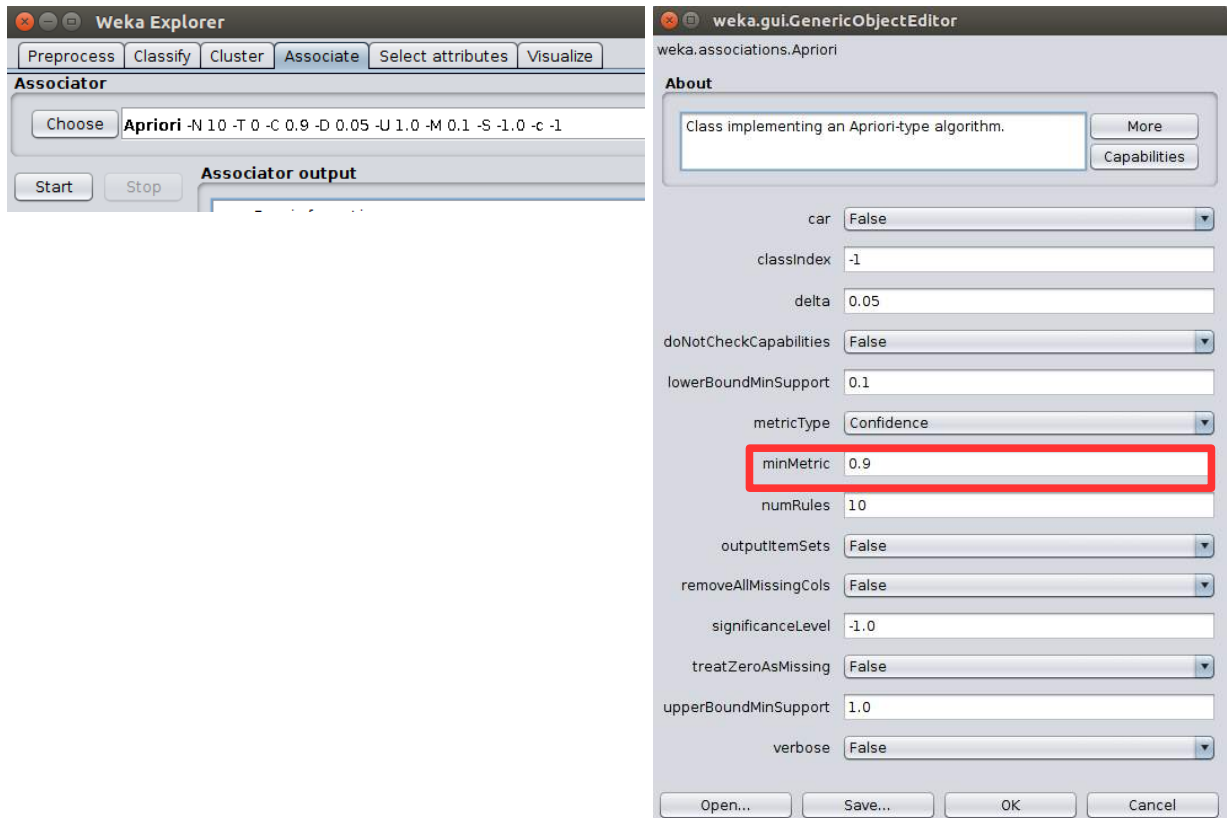 Weka Explorer
Preprocess Classify Cluster Associate Select attributes Visualize
Associator
Choose Apriori -N 10 -T 0 -C 0.9 -D 0.05 -U 1.0 -M 0.1 -S -1.0 -c -1
Start Stop
Associator output
weka.gui.GenericObjectEditor
weka.associations.Apriori
About
Class implementing an Apriori-type algorithm.
More
Capabilities
car False
classIndex -1
delta 0.05
doNotCheckCapabilities False
lowerBoundMinSupport 0.1
metricType Confidence
minMetric 0.9
numRules 10
outputItemSets False
removeAllMissingCols False
significanceLevel -1.0
treatZeroAsMissing False
upperBoundMinSupport 1.0
verbose False
Open... Save... OK Cancel